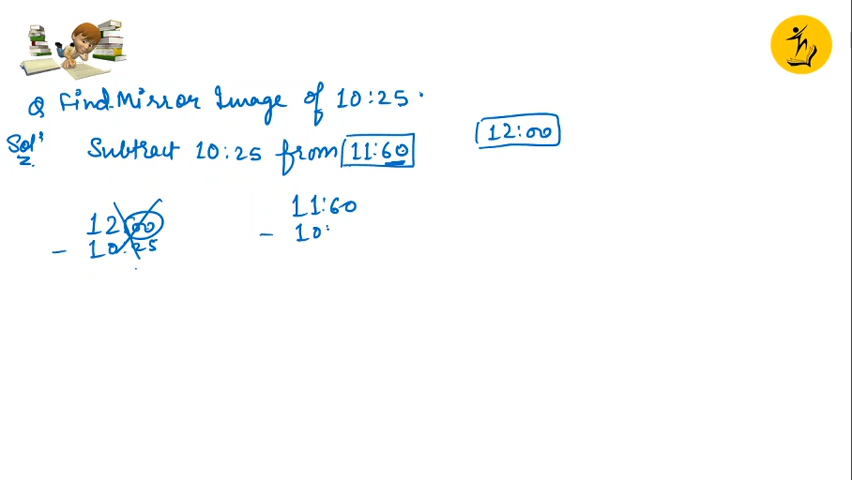 Q Find Mirror Image of 10:25.
Solⁿ: Subtract 10:25 from 11:60
12:00
12:00
- 10:25
11:60
- 10: